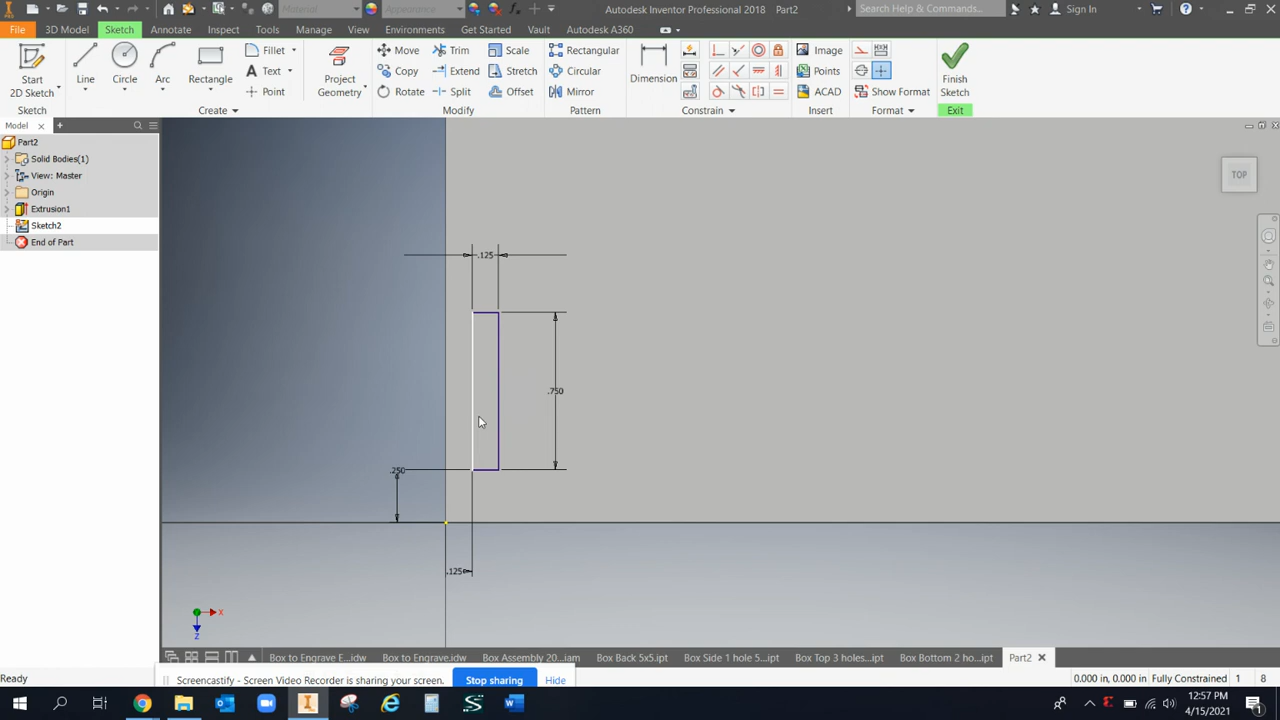 Material
Appearance
Autodesk Inventor Professional 2018 Part2
Search Help & Commands...
Sign In
File
3D Model
Sketch
Annotate
Inspect
Tools
Manage
View
Environments
Get Started
Vault
Autodesk A360
Start
2D Sketch
Line
Circle
Arc
Rectangle
Fillet
Text
Point
Project
Geometry
Move
Copy
Rotate
Trim
Extend
Split
Scale
Stretch
Offset
Rectangular
Circular
Mirror
Dimension
Image
Points
ACAD
Show Format
Finish
Sketch
Sketch
Create
Modify
Pattern
Constrain
Insert
Format
Exit
Model
Part2
Solid Bodies(1)
View: Master
Origin
Extrusion1
Sketch2
End of Part
TOP
.125
.750
.250
.125
X
Z
Box to Engrave E...idw
Box to Engrave.idw
Box Assembly 20...iam
Box Back 5x5.ipt
Box Side 1 hole 5....ipt
Box Top 3 holes...ipt
Box Bottom 2 ho...ipt
Part2
Screencastify - Screen Video Recorder is sharing your screen.
Stop sharing
Hide
Ready
0.000 in, 0.000 in
Fully Constrained
1
8
12:57 PM
4/15/2021